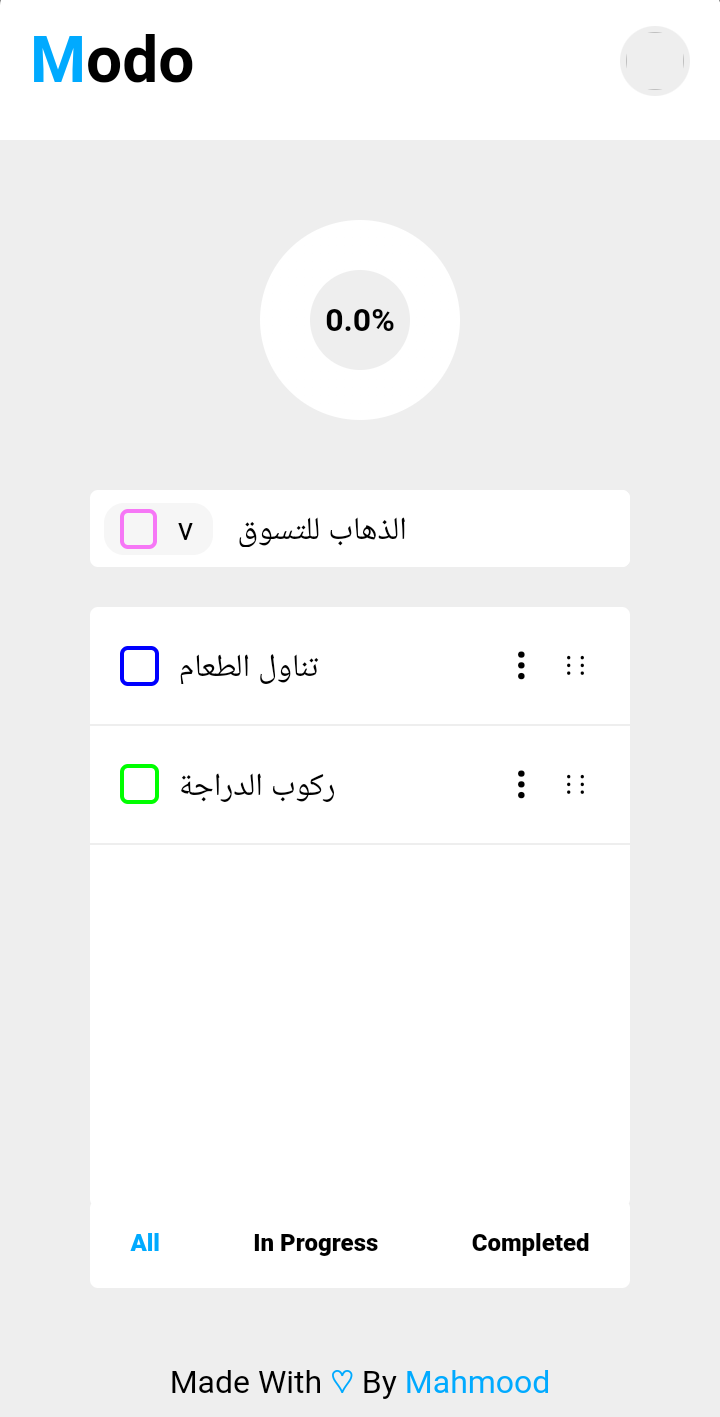 Modo
0.0%
v الذهاب للتسوق
تناول الطعام
ركوب الدراجة
All In Progress Completed
Made With ♡ By Mahmood